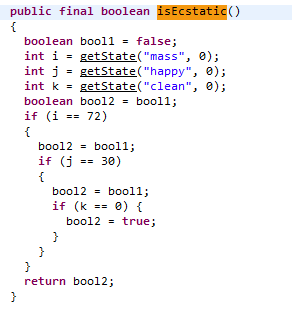 public final boolean isEcstatic()
{
  boolean bool1 = false;
  int i = getState("mass", 0);
  int j = getState("happy", 0);
  int k = getState("clean", 0);
  boolean bool2 = bool1;
  if (i == 72)
  {
    bool2 = bool1;
    if (j == 30)
    {
      bool2 = bool1;
      if (k == 0) {
        bool2 = true;
      }
    }
  }
  return bool2;
}